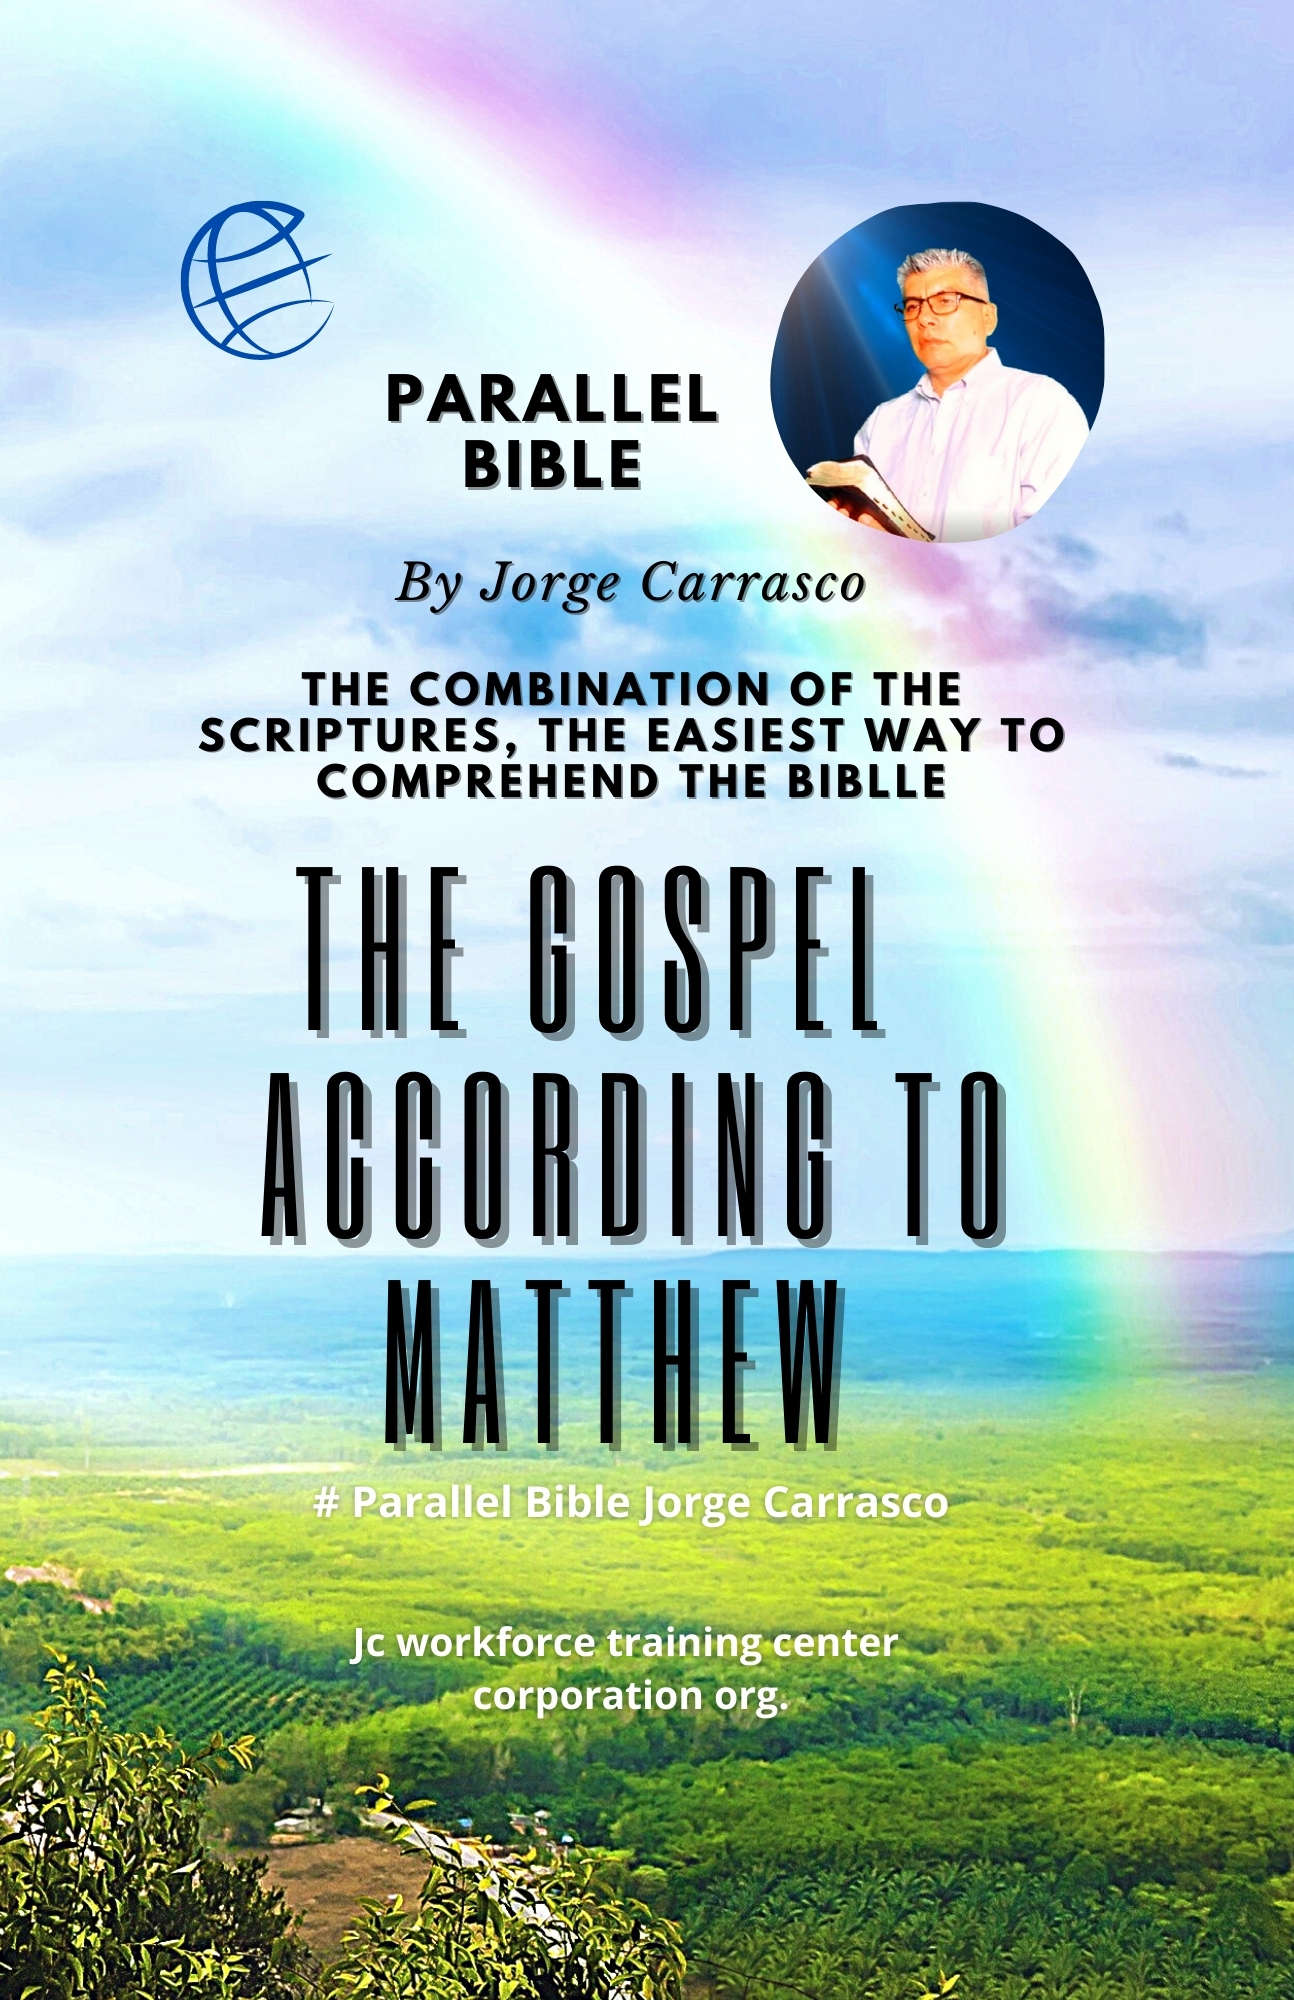 PARALLEL
BIBLE
By Jorge Carrasco
THE COMBINATION OF THE
SCRIPTURES, THE EASIEST WAY TO
COMPREHEND THE BIBLLE
THE GOSPEL
ACCORDING TO
MATTHEW
# Parallel Bible Jorge Carrasco
Jc workforce training center
corporation org.